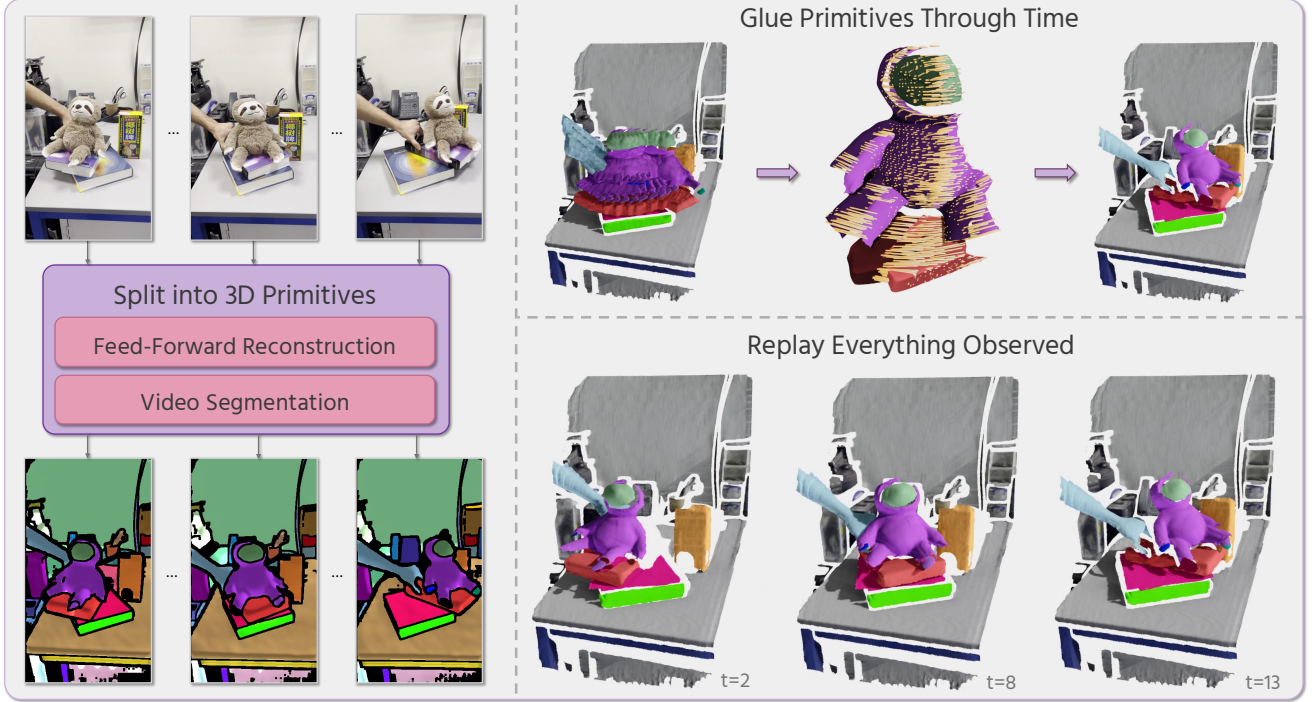 ...
...
Split into 3D Primitives
Feed-Forward Reconstruction
Video Segmentation
...
...
Glue Primitives Through Time
Replay Everything Observed
t=2
t=8
t=13